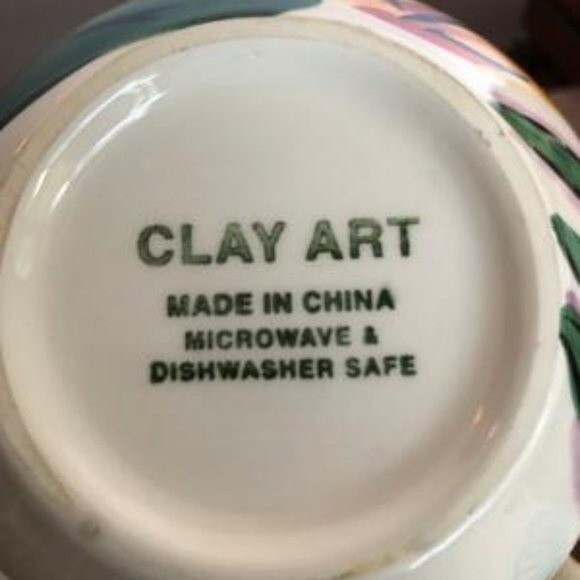 CLAY ART
MADE IN CHINA
MICROWAVE &
DISHWASHER SAFE